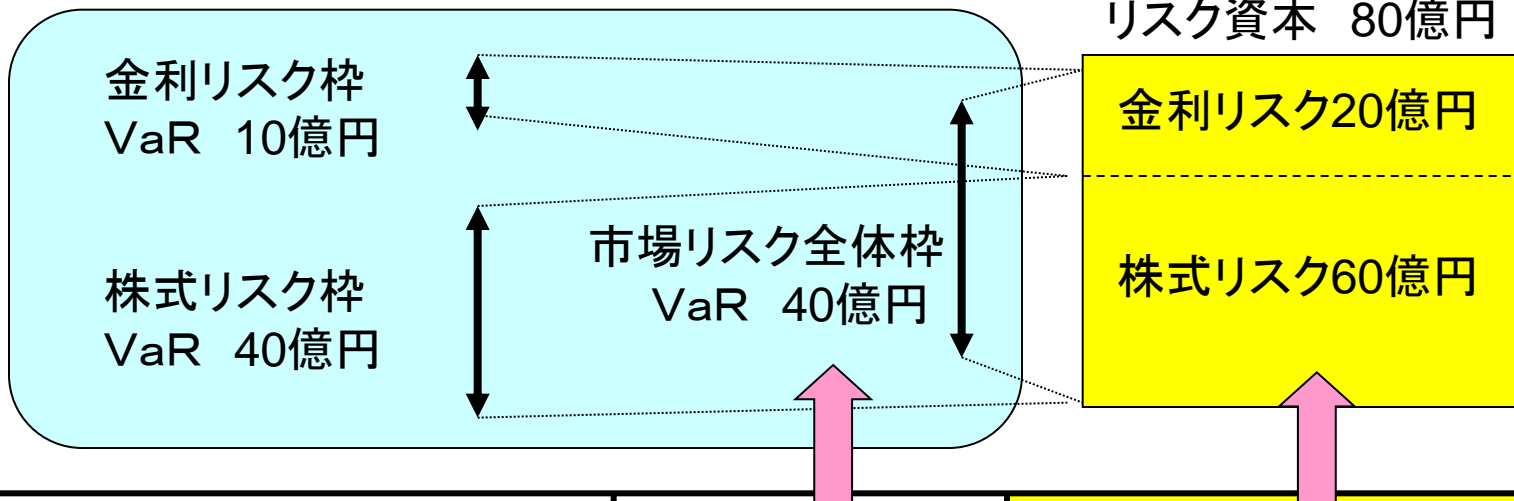 リスク資本 80億円
金利リスク枠
VaR 10億円
金利リスク20億円
市場リスク全体枠
VaR 40億円
株式リスク枠
VaR 40億円
株式リスク60億円